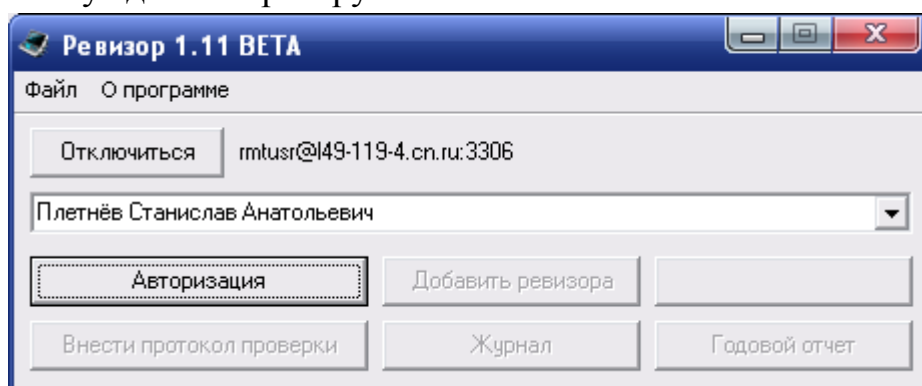 Ревизор 1.11 BETA
Файл О программе
Отключиться rmtusr@l49-119-4.cn.ru:3306
Плетнёв Станислав Анатольевич
Авторизация Добавить ревизора
Внести протокол проверки Журнал Годовой отчет